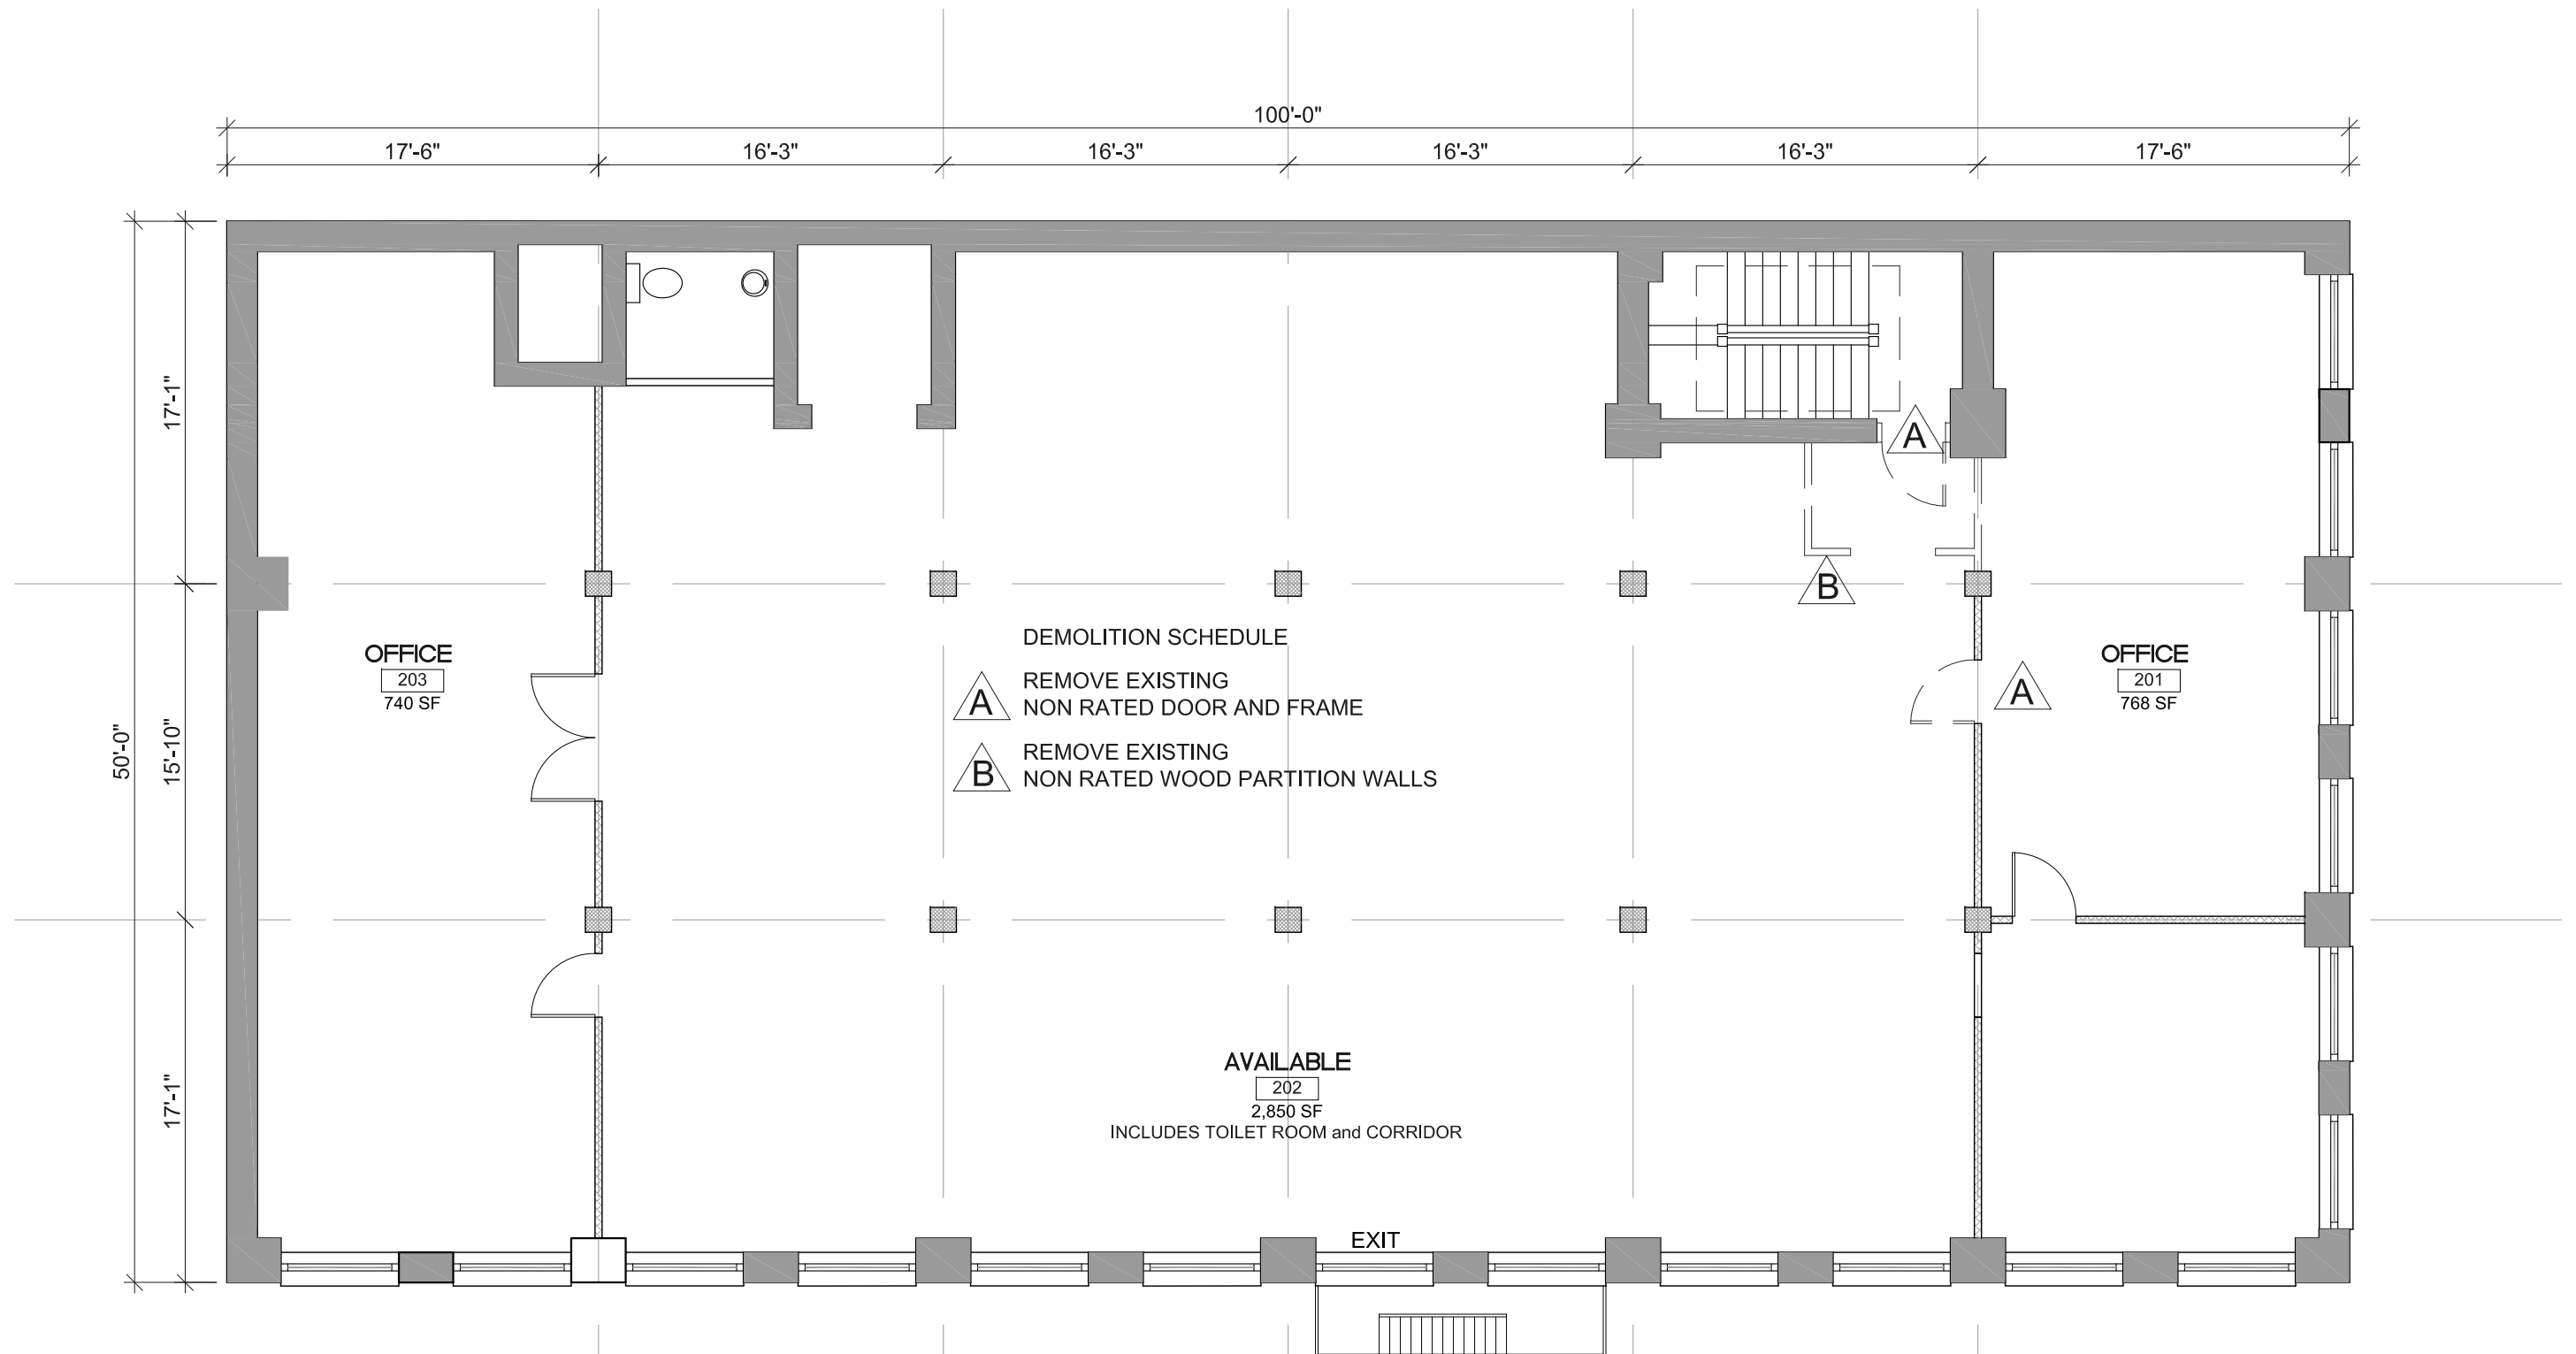 100'-0"
17'-6"
16'-3"
16'-3"
16'-3"
16'-3"
17'-6"
17'-1"
A
B
DEMOLITION SCHEDULE
A
REMOVE EXISTING
NON RATED DOOR AND FRAME
B
REMOVE EXISTING
NON RATED WOOD PARTITION WALLS
OFFICE
203
740 SF
A
OFFICE
201
768 SF
50'-0"
15'-10"
17'-1"
AVAILABLE
202
2,850 SF
INCLUDES TOILET ROOM and CORRIDOR
EXIT